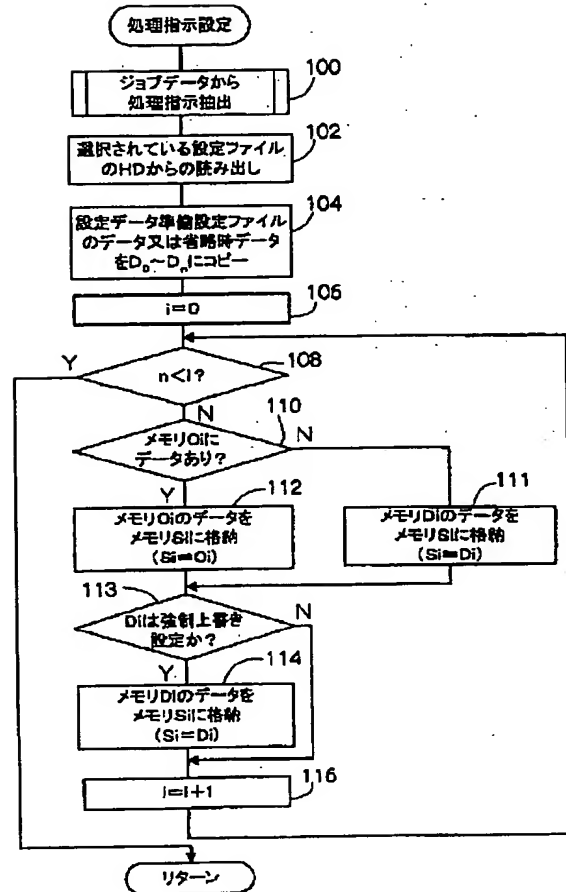 処理指示設定
100
ジョブデータから
処理指示抽出
102
選択されている設定ファイル
のHDからの読み出し
104
設定データ準備設定ファイル
のデータ又は省略時データ
をD₀~Dₙにコピー
106
i=0
108
Y
n<i?
N
110
メモリOiに
データあり?
N
Y
112
メモリOiのデータを
メモリSiに格納
(Si=Oi)
111
メモリDiのデータを
メモリSiに格納
(Si=Di)
113
Diは強制上書き
設定か?
N
Y
114
メモリDiのデータを
メモリSiに格納
(Si=Di)
116
i=i+1
リターン